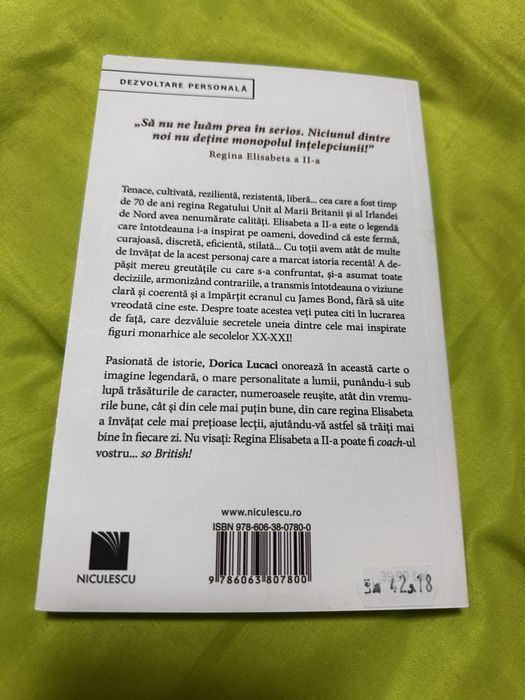 DEZVOLTARE PERSONALĂ
„Să nu ne luăm prea în serios. Niciunul dintre
noi nu deține monopolul înțelepciunii!”
Regina Elisabeta a II-a
Tenace, cultivată, rezilientă, rezistentă, liberă... cea care a fost timp
de 70 de ani regina Regatului Unit al Marii Britanii și al Irlandei
de Nord avea nenumărate calități. Elisabeta a II-a este o legendă
care întotdeauna i-a inspirat pe oameni, dovedind că este fermă,
curajoasă, discretă, eficientă, stilată... Cu toții avem atât de multe
de învățat de la acest personaj care a marcat istoria recentă! A de-
pășit mereu greutățile cu care s-a confruntat, și-a asumat toate
deciziile, armonizând contrariile, a transmis întotdeauna o viziune
clară și coerentă și a împărțit ecranul cu James Bond, fără să uite
vreodată cine este. Despre toate acestea veți putea citi în lucrarea
de față, care dezvăluie secretele uneia dintre cele mai inspirate
figuri monarhice ale secolelor XX-XXI!
Pasionată de istorie, Dorica Lucaci onorează în această carte o
imagine legendară, o mare personalitate a lumii, punându-i sub
lupă trăsăturile de caracter, numeroasele reușite, atât din vremu-
rile bune, cât și din cele mai puțin bune, din care regina Elisabeta
a învățat cele mai prețioase lecții, ajutându-vă astfel să trăiți mai
bine în fiecare zi. Nu visați: Regina Elisabeta a II-a poate fi coach-ul
vostru... so British!
www.niculescu.ro
ISBN 978-606-38-0780-0
9 786063 807800
NICULESCU
42,18